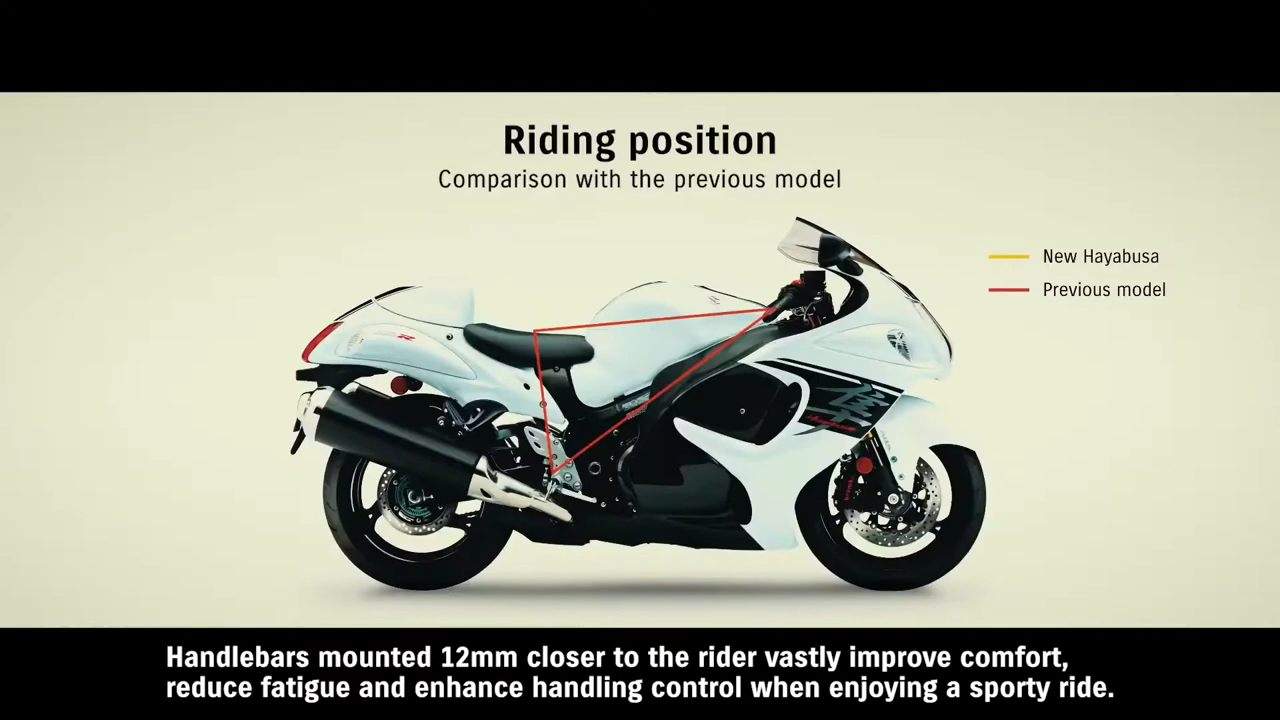 Riding position
Comparison with the previous model
New Hayabusa
Previous model
R
隼
Handlebars mounted 12mm closer to the rider vastly improve comfort,
reduce fatigue and enhance handling control when enjoying a sporty ride.